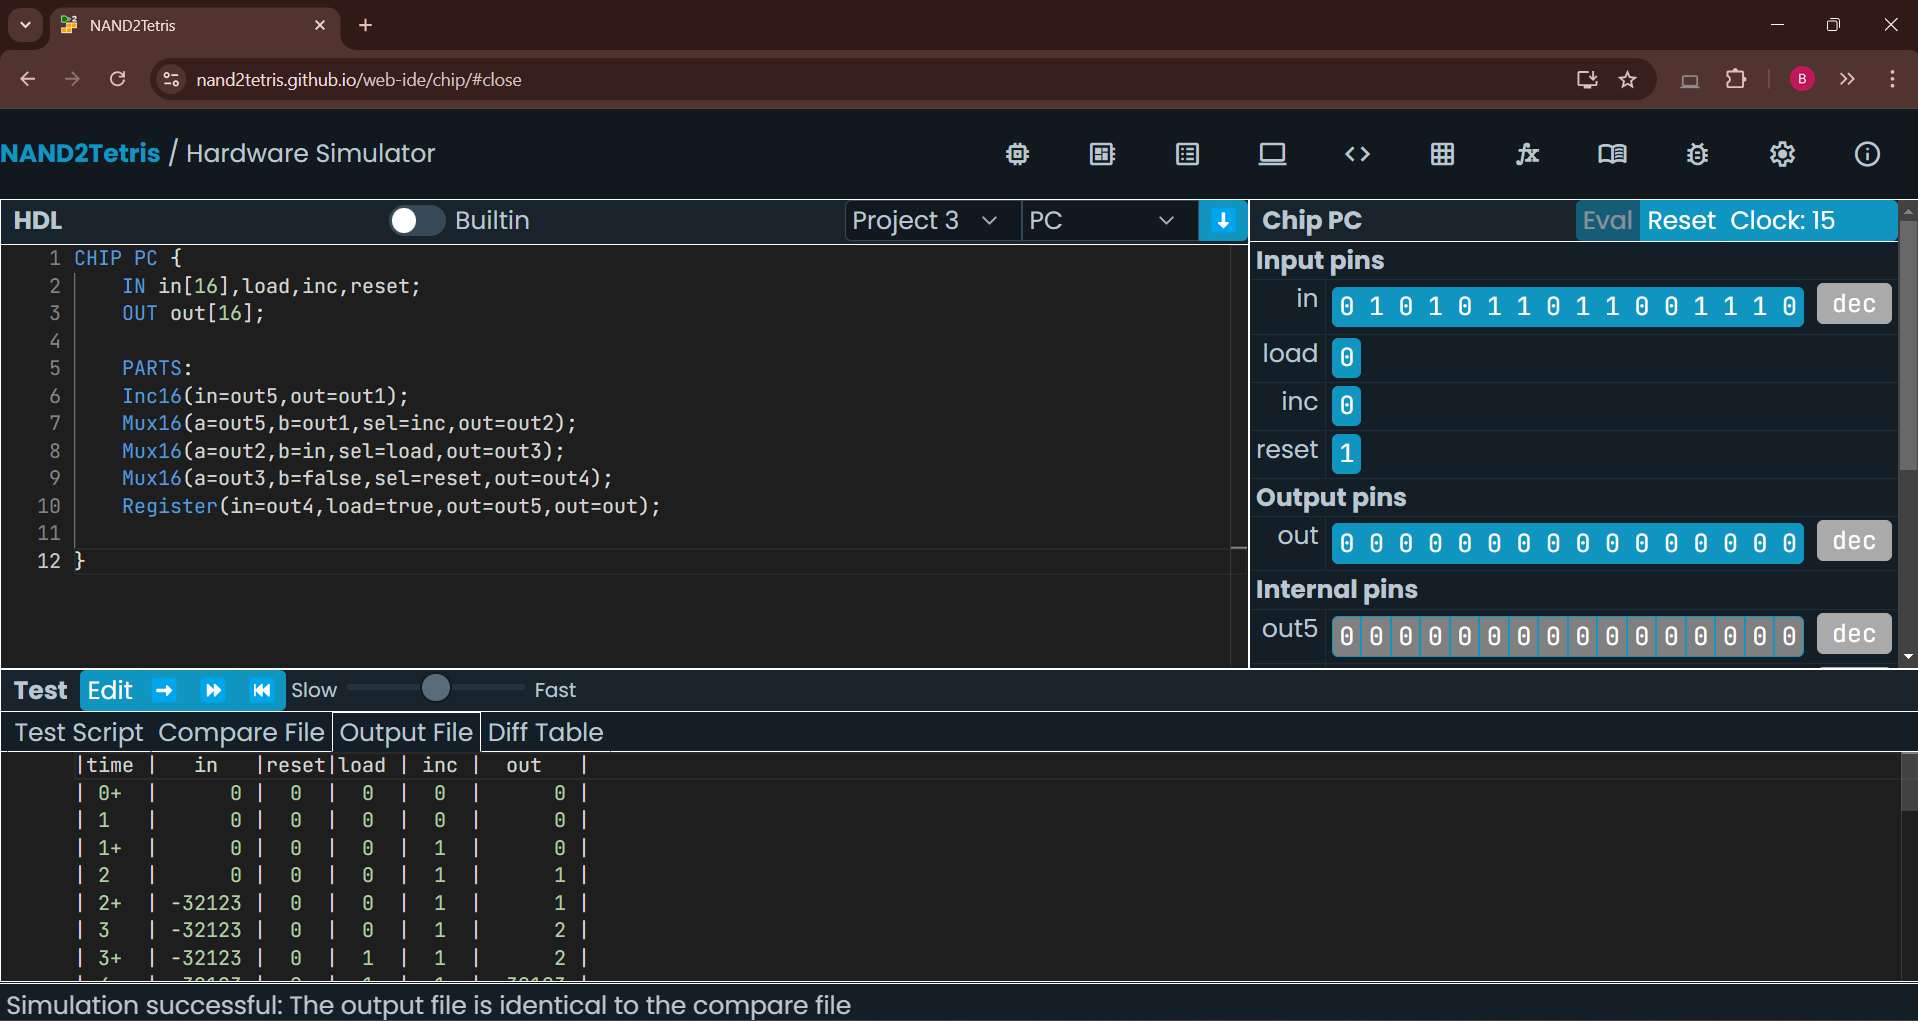 NAND2Tetris
nand2tetris.github.io/web-ide/chip/#close
B
NAND2Tetris / Hardware Simulator
HDL
Builtin
Project 3
PC
1 CHIP PC {
2 IN in[16],load,inc,reset;
3 OUT out[16];
4
5 PARTS:
6 Inc16(in=out5,out=out1);
7 Mux16(a=out5,b=out1,sel=inc,out=out2);
8 Mux16(a=out2,b=in,sel=load,out=out3);
9 Mux16(a=out3,b=false,sel=reset,out=out4);
10 Register(in=out4,load=true,out=out5,out=out);
11
12 }
Chip PC
Eval Reset Clock: 15
Input pins
in 0 1 0 1 0 1 1 0 1 1 0 0 1 1 1 0 dec
load 0
inc 0
reset 1
Output pins
out 0 0 0 0 0 0 0 0 0 0 0 0 0 0 0 0 dec
Internal pins
out5 0 0 0 0 0 0 0 0 0 0 0 0 0 0 0 0 dec
Test Edit Slow Fast
Test Script Compare File Output File Diff Table
|time | in |reset|load | inc | out |
| 0+ | 0 | 0 | 0 | 0 | 0 |
| 1 | 0 | 0 | 0 | 0 | 0 |
| 1+ | 0 | 0 | 0 | 1 | 0 |
| 2 | 0 | 0 | 0 | 1 | 1 |
| 2+ | -32123 | 0 | 0 | 1 | 1 |
| 3 | -32123 | 0 | 0 | 1 | 2 |
| 3+ | -32123 | 0 | 1 | 1 | 2 |
Simulation successful: The output file is identical to the compare file